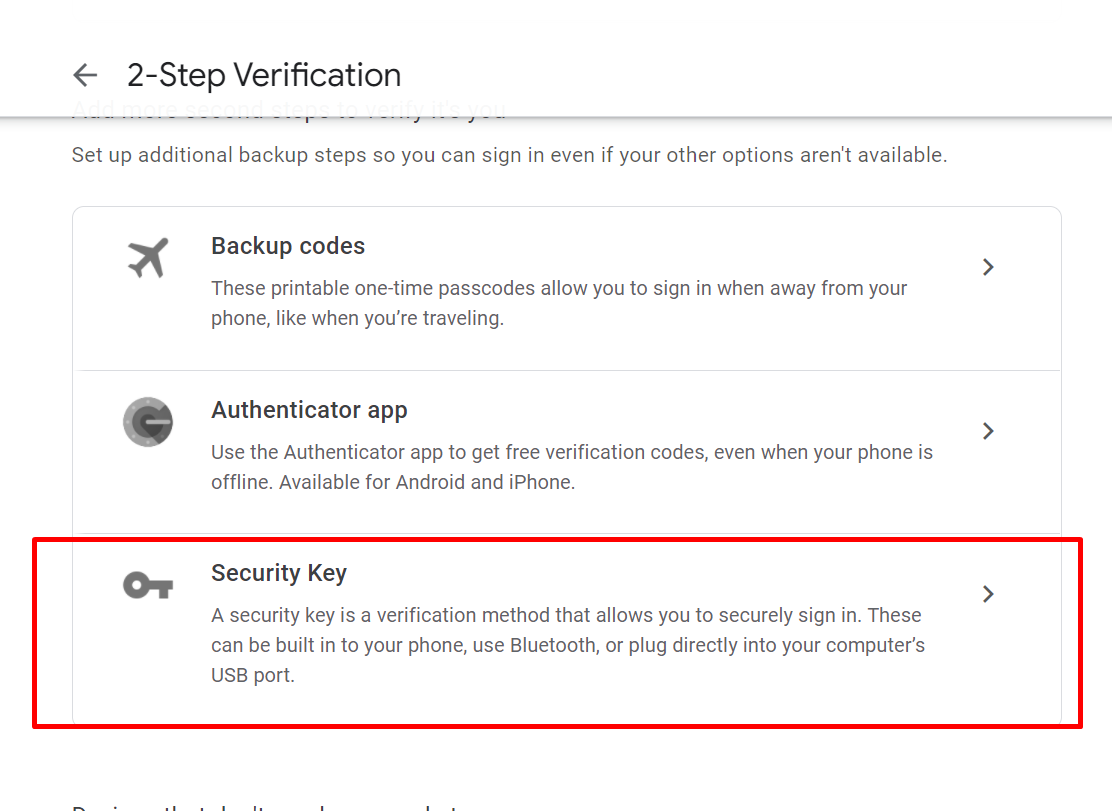 2-Step Verification
Add more second steps to verify it's you
Set up additional backup steps so you can sign in even if your other options aren't available.
Backup codes
These printable one-time passcodes allow you to sign in when away from your
phone, like when you’re traveling.
Authenticator app
Use the Authenticator app to get free verification codes, even when your phone is
offline. Available for Android and iPhone.
Security Key
A security key is a verification method that allows you to securely sign in. These
can be built in to your phone, use Bluetooth, or plug directly into your computer’s
USB port.